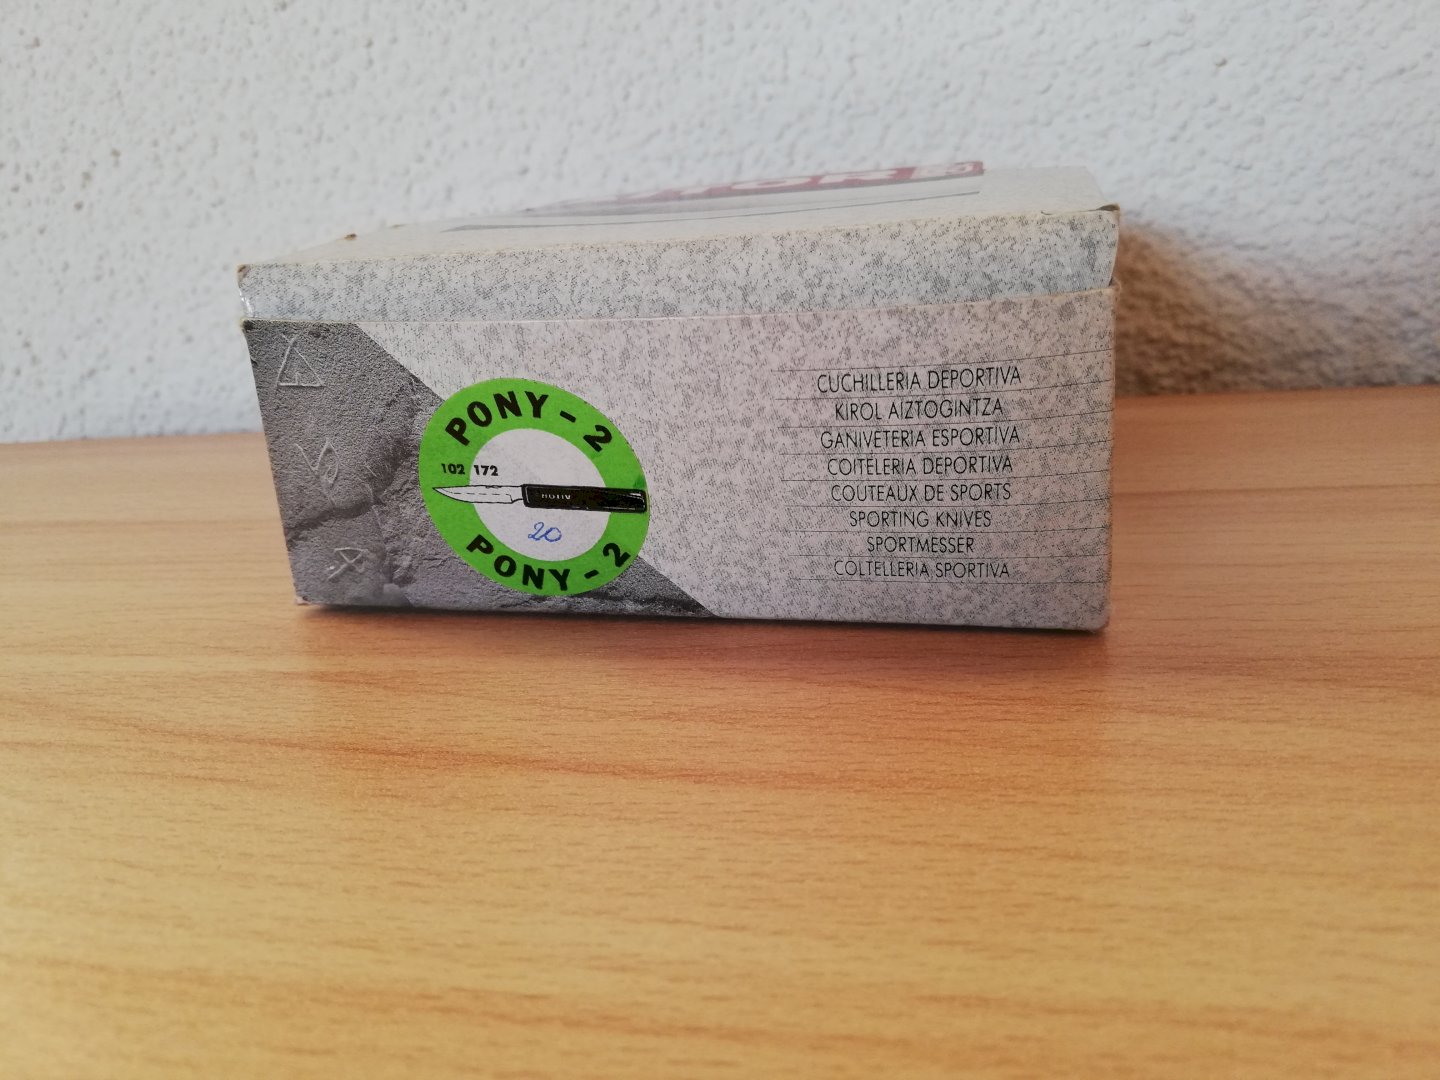 PONY - 2
102 172
20
PONY - 2
CUCHILLERIA DEPORTIVA
KIROL AIZTOGINTZA
GANIVETERIA ESPORTIVA
COITELERIA DEPORTIVA
COUTEAUX DE SPORTS
SPORTING KNIVES
SPORTMESSER
COLTELLERIA SPORTIVA